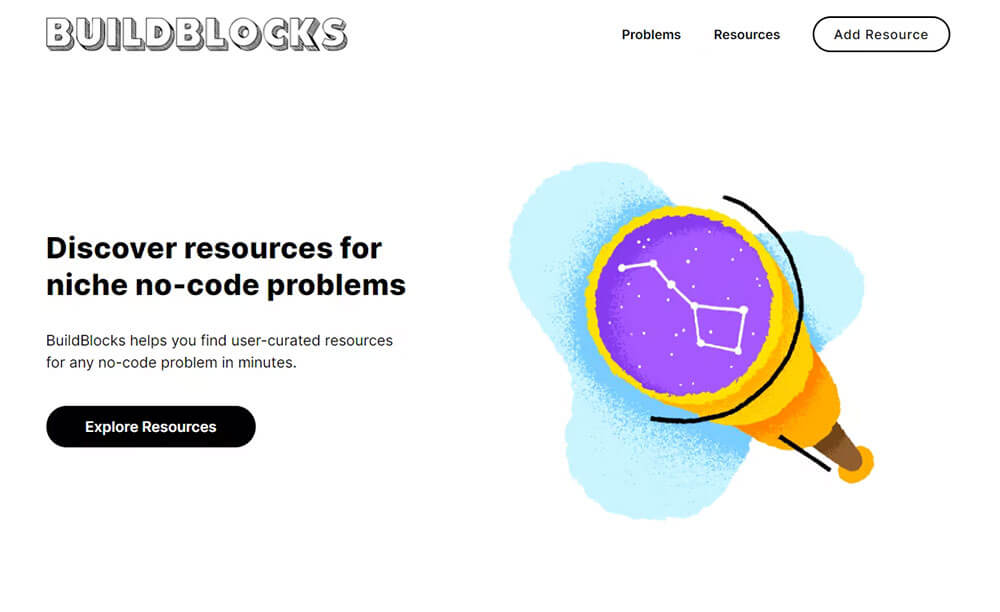 BUILDBLOCKS
Problems
Resources
Add Resource
Discover resources for
niche no-code problems
BuildBlocks helps you find user-curated resources
for any no-code problem in minutes.
Explore Resources